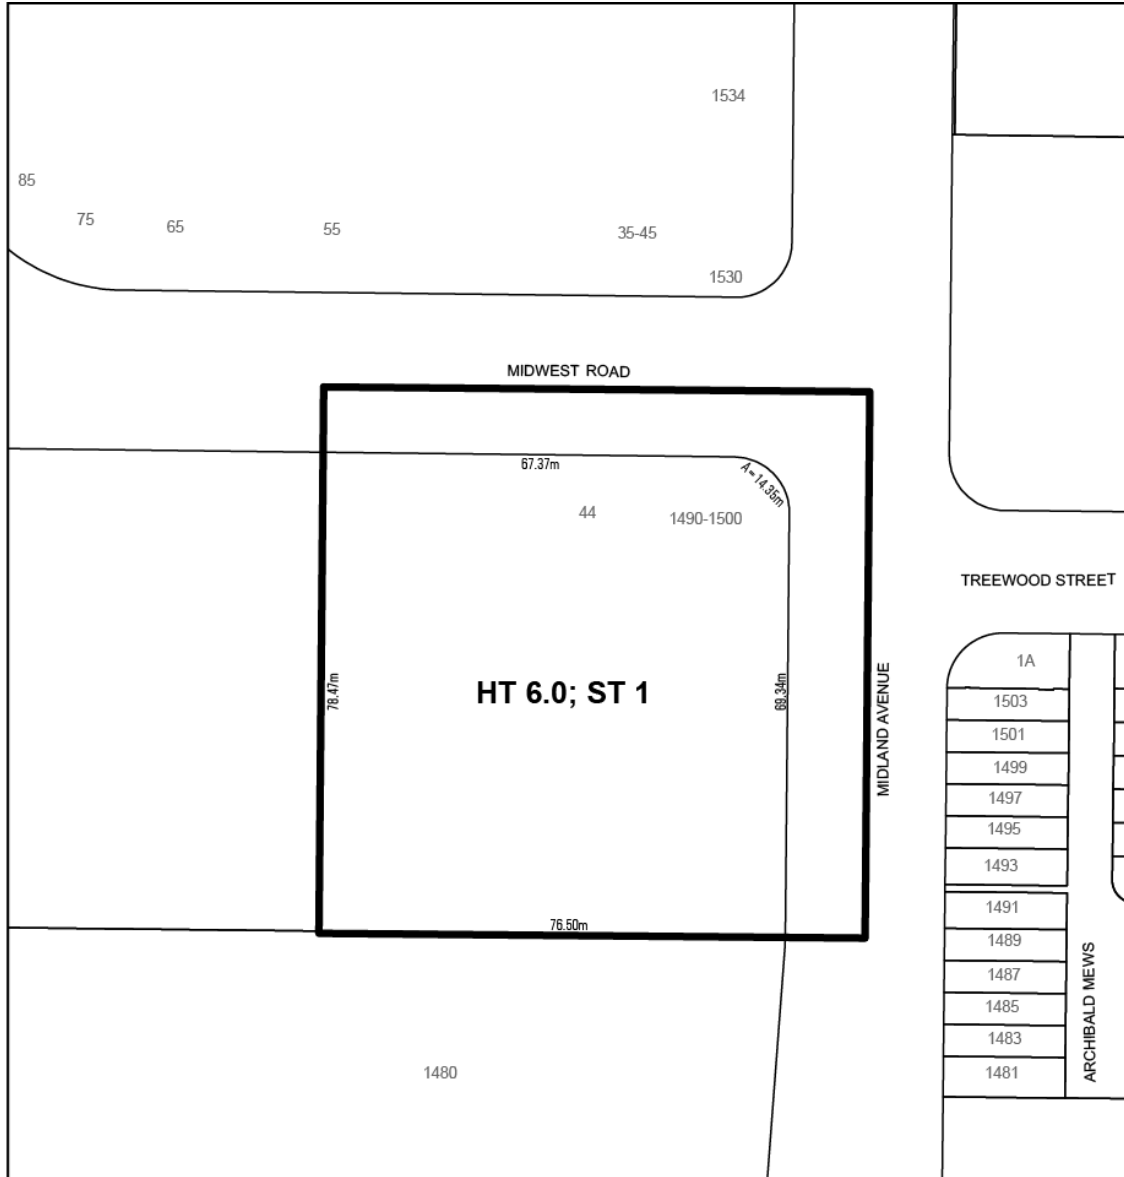 1534
85
75
65
55
35-45
1530
MIDWEST ROAD
67.37m
A=14.35m
44
1490-1500
TREEWOOD STREET
1A
HT 6.0; ST 1
78.47m
69.34m
MIDLAND AVENUE
1503
1501
1499
1497
1495
1493
1491
76.50m
1489
1487
1485
1483
1481
ARCHIBALD MEWS
1480